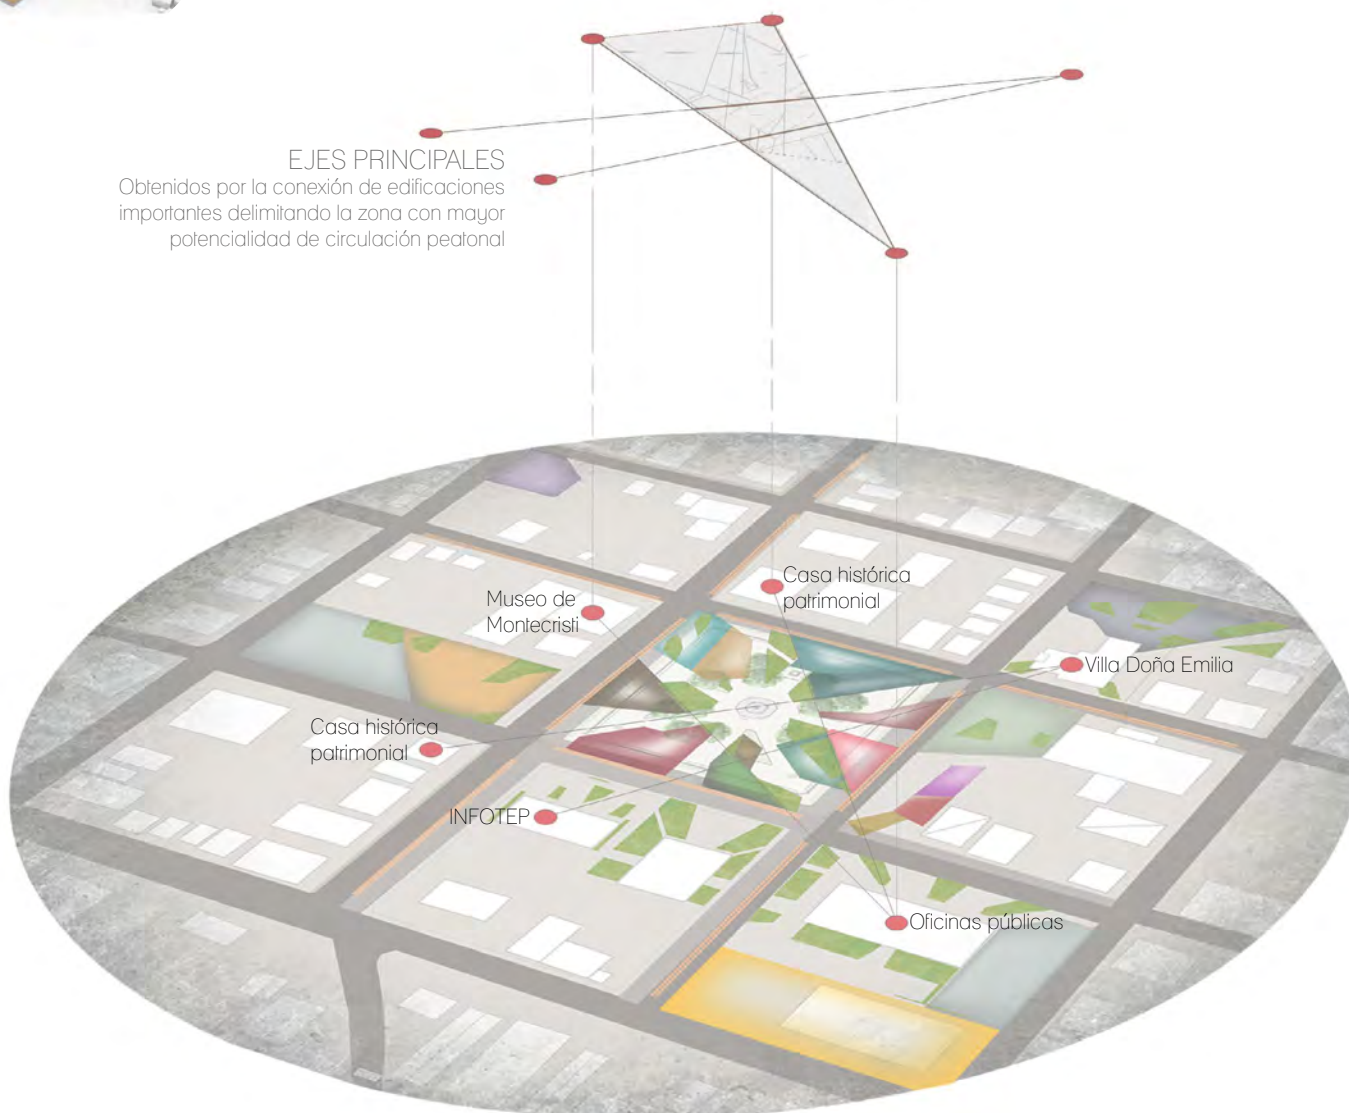 EJES PRINCIPALES
Obtenidos por la conexión de edificaciones
importantes delimitando la zona con mayor
potencialidad de circulación peatonal
Casa histórica
patrimonial
Museo de
Montecristi
Villa Doña Emilia
Casa histórica
patrimonial
INFOTEP
Oficinas públicas